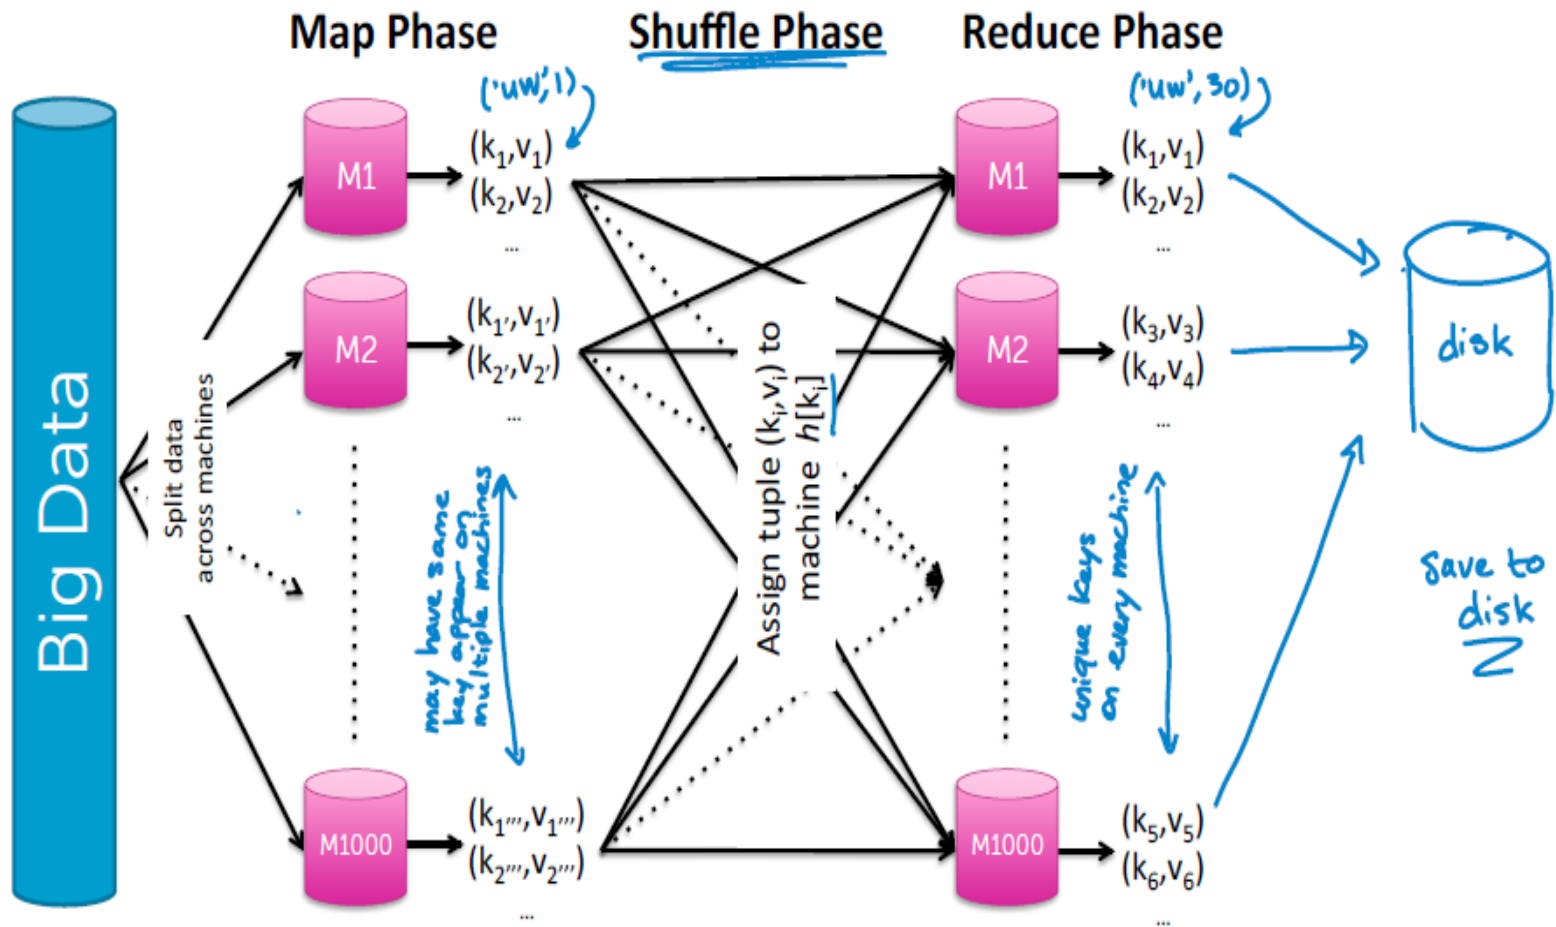 Map Phase
Shuffle Phase
Reduce Phase
Big Data
Split data
across machines
M1
('uw',1)
(k1,v1)
(k2,v2)
...
M2
(k1',v1')
(k2',v2')
...
may have same
key appear on
multiple machines
M1000
(k1''',v1''')
(k2''',v2''')
...
Assign tuple (ki,vi) to
machine h[ki]
M1
('uw',30)
(k1,v1)
(k2,v2)
...
M2
(k3,v3)
(k4,v4)
...
unique keys
on every machine
M1000
(k5,v5)
(k6,v6)
...
disk
save to
disk